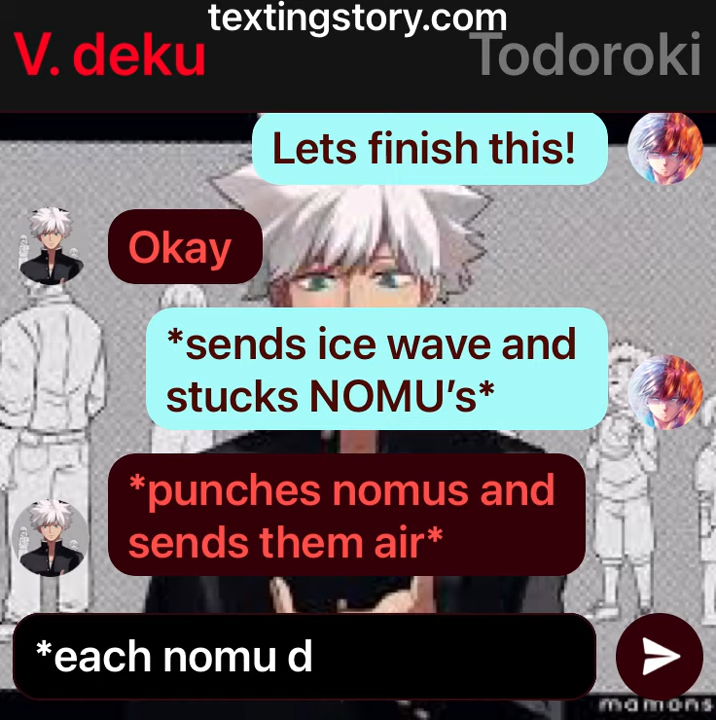 textingstory.com
V. deku
Todoroki
Lets finish this!
Okay
*sends ice wave and
stucks NOMU’s*
*punches nomus and
sends them air*
*each nomu d
mamons